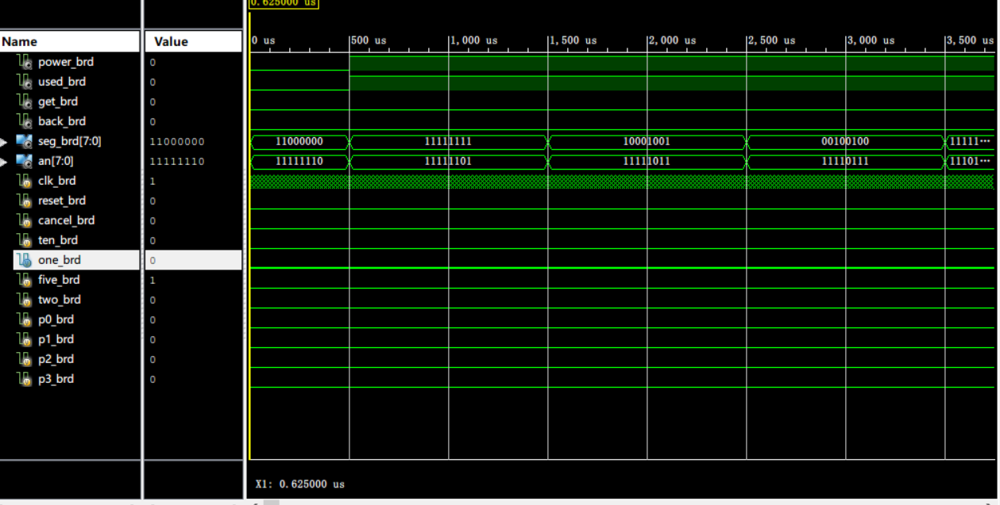 0.625000 us
Name Value 0 us 500 us 1,000 us 1,500 us 2,000 us 2,500 us 3,000 us 3,500 us
power_brd 0
used_brd 0
get_brd 0
back_brd 0
seg_brd[7:0] 11000000 11000000 11111111 10001001 00100100 11111···
an[7:0] 11111110 11111110 11111101 11111011 11110111 11101···
clk_brd 1
reset_brd 0
cancel_brd 0
ten_brd 0
one_brd 0
five_brd 1
two_brd 0
p0_brd 0
p1_brd 0
p2_brd 0
p3_brd 0
X1: 0.625000 us